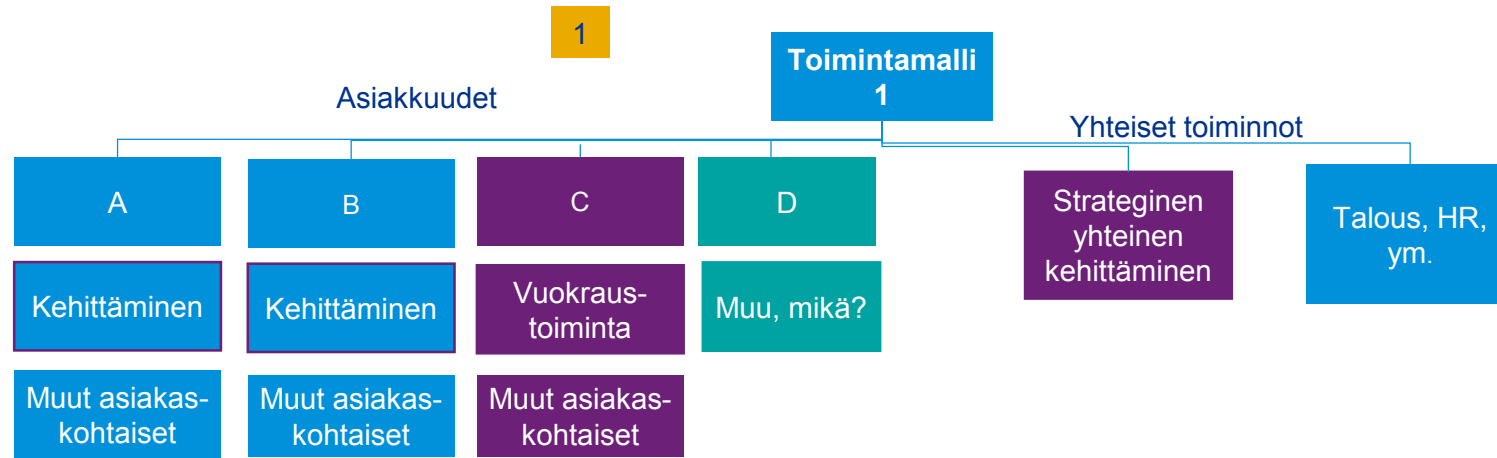 1
Toimintamalli
1
Asiakkuudet
Yhteiset toiminnot
A
B
C
D
Strateginen
yhteinen
kehittäminen
Talous, HR,
ym.
Kehittäminen
Kehittäminen
Vuokraus-
toiminta
Muu, mikä?
Muut asiakas-
kohtaiset
Muut asiakas-
kohtaiset
Muut asiakas-
kohtaiset